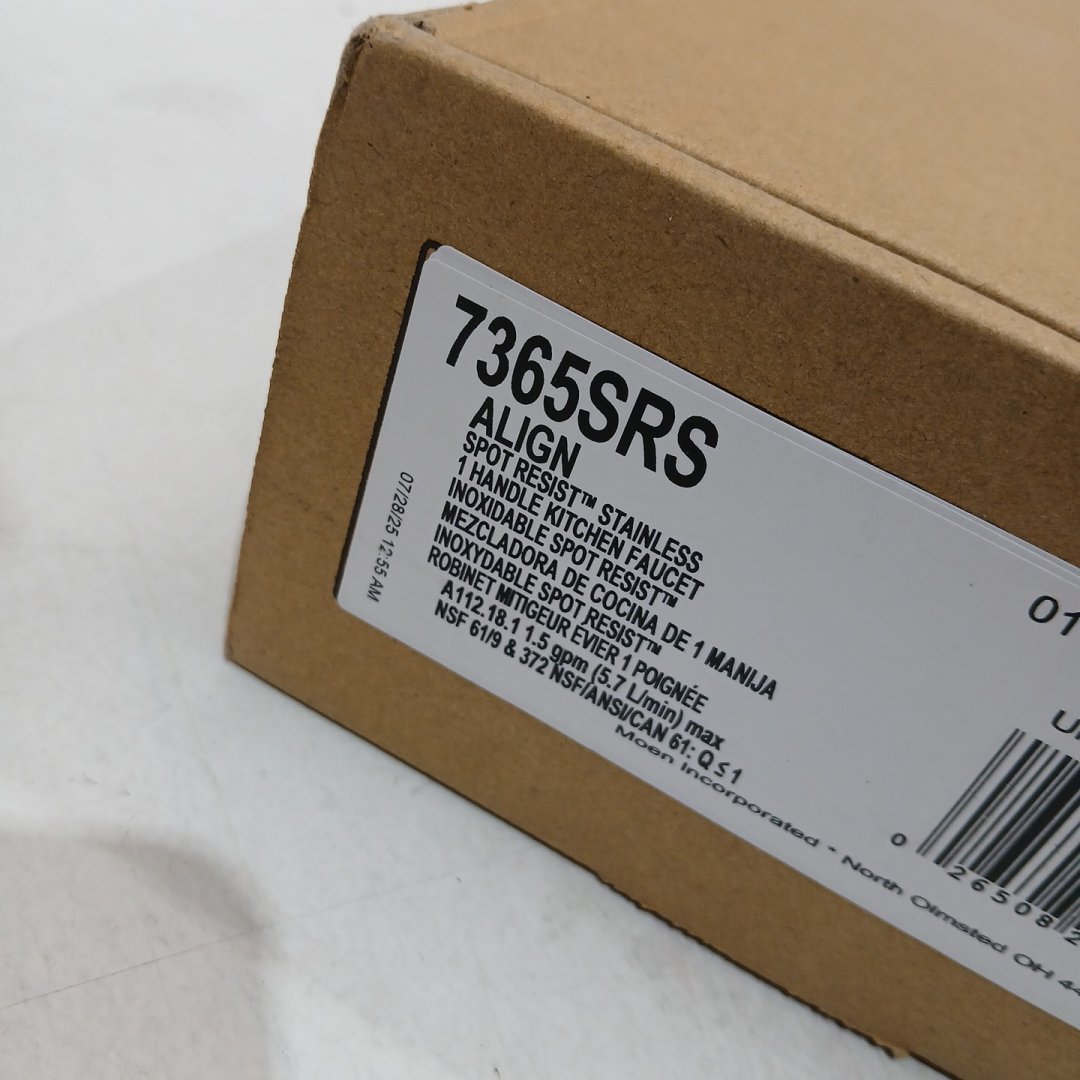 7365SRS
ALIGN
SPOT RESIST™ STAINLESS
1 HANDLE KITCHEN FAUCET
INOXIDABLE SPOT RESIST™
MEZCLADORA DE COCINA DE 1 MANIJA
INOXYDABLE SPOT RESIST™
ROBINET MITIGEUR ÉVIER 1 POIGNÉE
A112.18.1 1.5 gpm (5.7 L/min) max
NSF 61/9 & 372 NSF/ANSI/CAN 61: Q ≤ 1
Moen Incorporated • North Olmsted OH 44
07/28/25 12:55 AM
01
U
0 26508 2